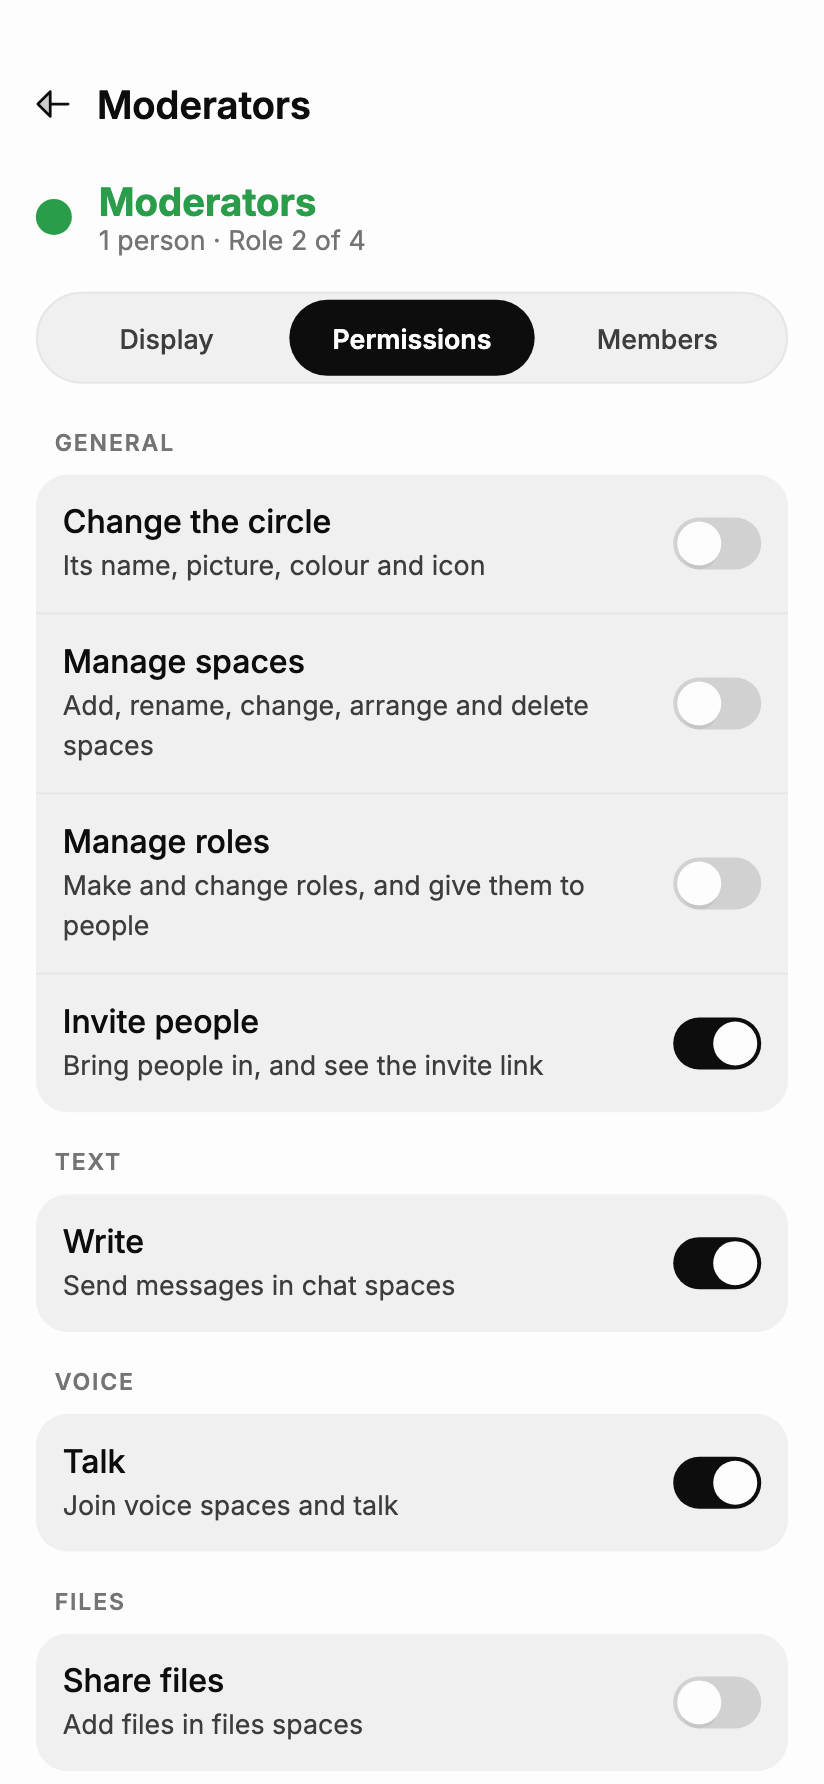 Moderators
Moderators
1 person · Role 2 of 4
Display
Permissions
Members
GENERAL
Change the circle
Its name, picture, colour and icon
Manage spaces
Add, rename, change, arrange and delete
spaces
Manage roles
Make and change roles, and give them to
people
Invite people
Bring people in, and see the invite link
TEXT
Write
Send messages in chat spaces
VOICE
Talk
Join voice spaces and talk
FILES
Share files
Add files in files spaces